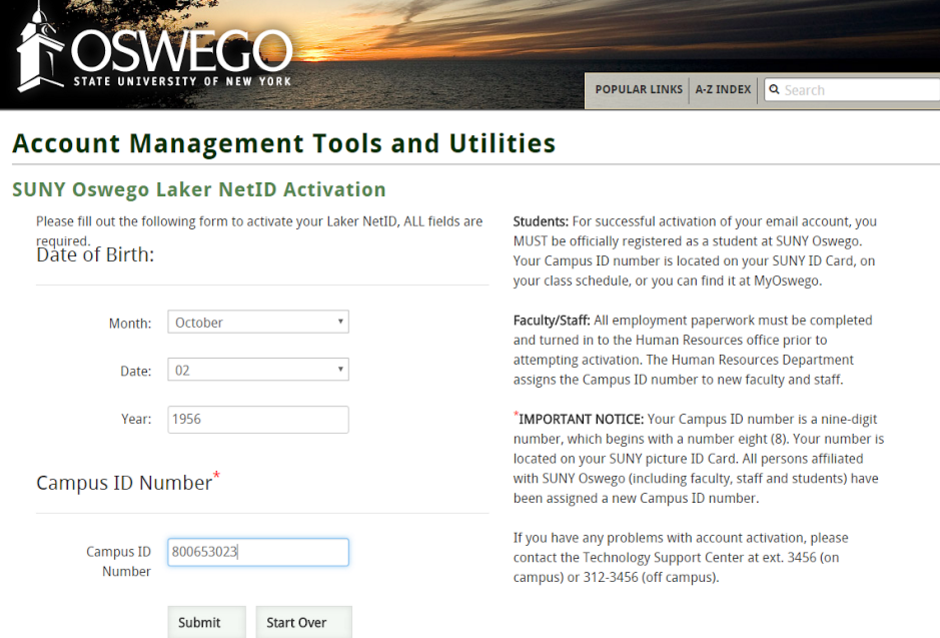 OSWEGO
STATE UNIVERSITY OF NEW YORK
POPULAR LINKS
A-Z INDEX
Search
Account Management Tools and Utilities
SUNY Oswego Laker NetID Activation
Please fill out the following form to activate your Laker NetID, ALL fields are
required.
Date of Birth:
Month:
October
Date:
02
Year:
1956
Campus ID Number*
Campus ID
Number
800653023
Submit
Start Over
Students: For successful activation of your email account, you
MUST be officially registered as a student at SUNY Oswego.
Your Campus ID number is located on your SUNY ID Card, on
your class schedule, or you can find it at MyOswego.
Faculty/Staff: All employment paperwork must be completed
and turned in to the Human Resources office prior to
attempting activation. The Human Resources Department
assigns the Campus ID number to new faculty and staff.
*IMPORTANT NOTICE: Your Campus ID number is a nine-digit
number, which begins with a number eight (8). Your number is
located on your SUNY picture ID Card. All persons affiliated
with SUNY Oswego (including faculty, staff and students) have
been assigned a new Campus ID number.
If you have any problems with account activation, please
contact the Technology Support Center at ext. 3456 (on
campus) or 312-3456 (off campus).